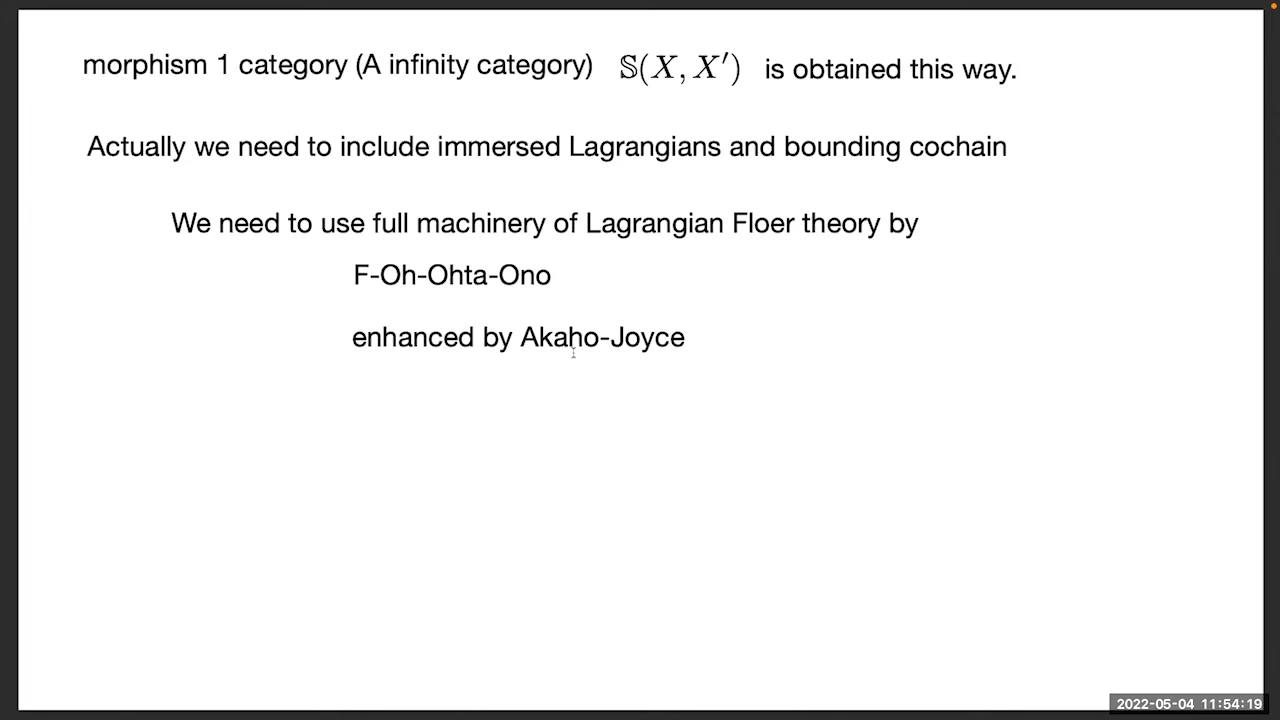 morphism 1 category (A infinity category) 𝕊(X, X′) is obtained this way.
Actually we need to include immersed Lagrangians and bounding cochain
We need to use full machinery of Lagrangian Floer theory by
F-Oh-Ohta-Ono
enhanced by Akaho-Joyce
2022-05-04 11:54:19